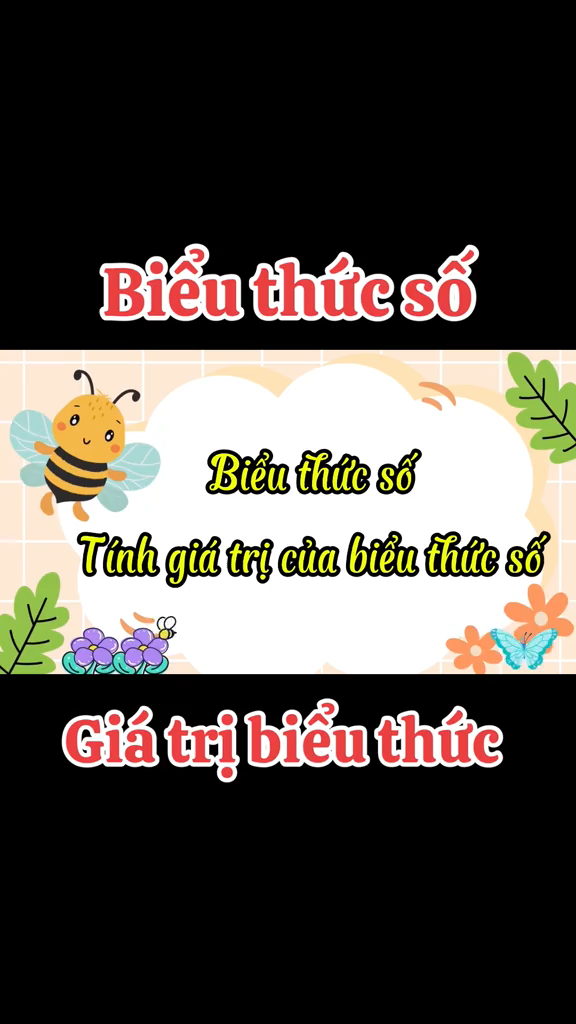 Biểu thức số
Biểu thức số
Tính giá trị của biểu thức số
Giá trị biểu thức